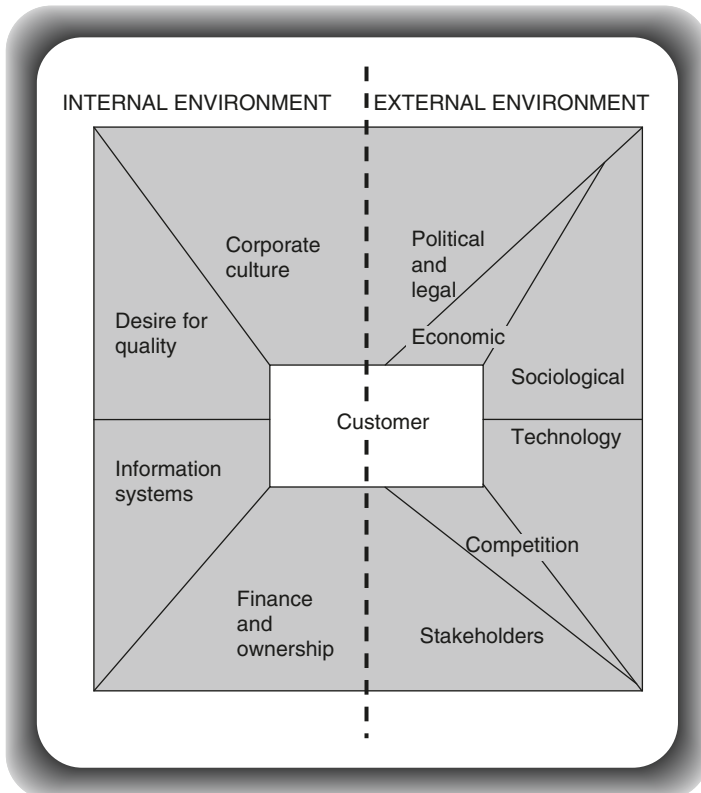 INTERNAL ENVIRONMENT
EXTERNAL ENVIRONMENT
Corporate
culture
Political
and
legal
Desire for
quality
Economic
Sociological
Customer
Technology
Information
systems
Competition
Finance
and
ownership
Stakeholders